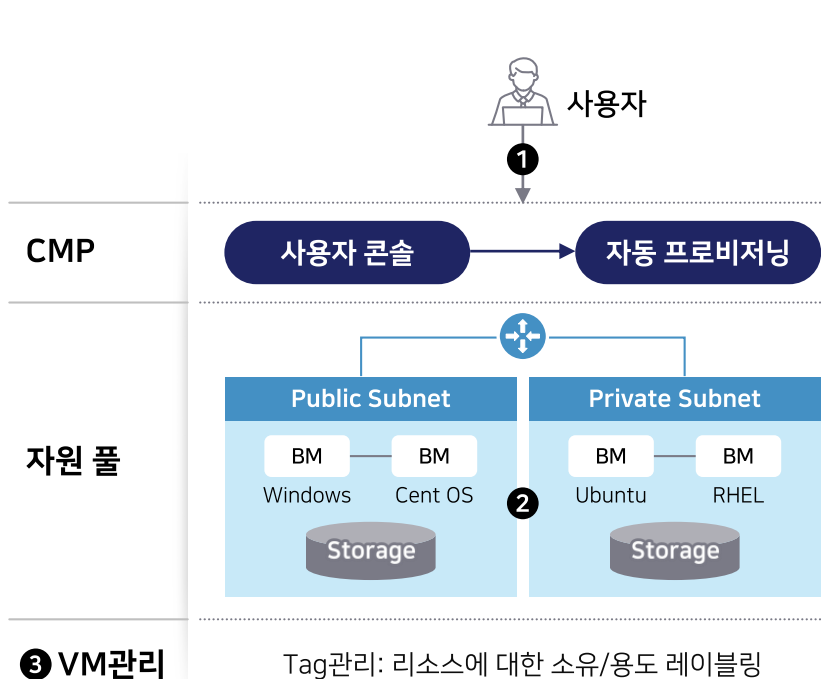 사용자
❶
CMP
사용자 콘솔
자동 프로비저닝
자원 풀
Public Subnet
Private Subnet
BM
BM
BM
BM
Windows
Cent OS
❷
Ubuntu
RHEL
Storage
Storage
❸ VM관리
Tag관리: 리소스에 대한 소유/용도 레이블링